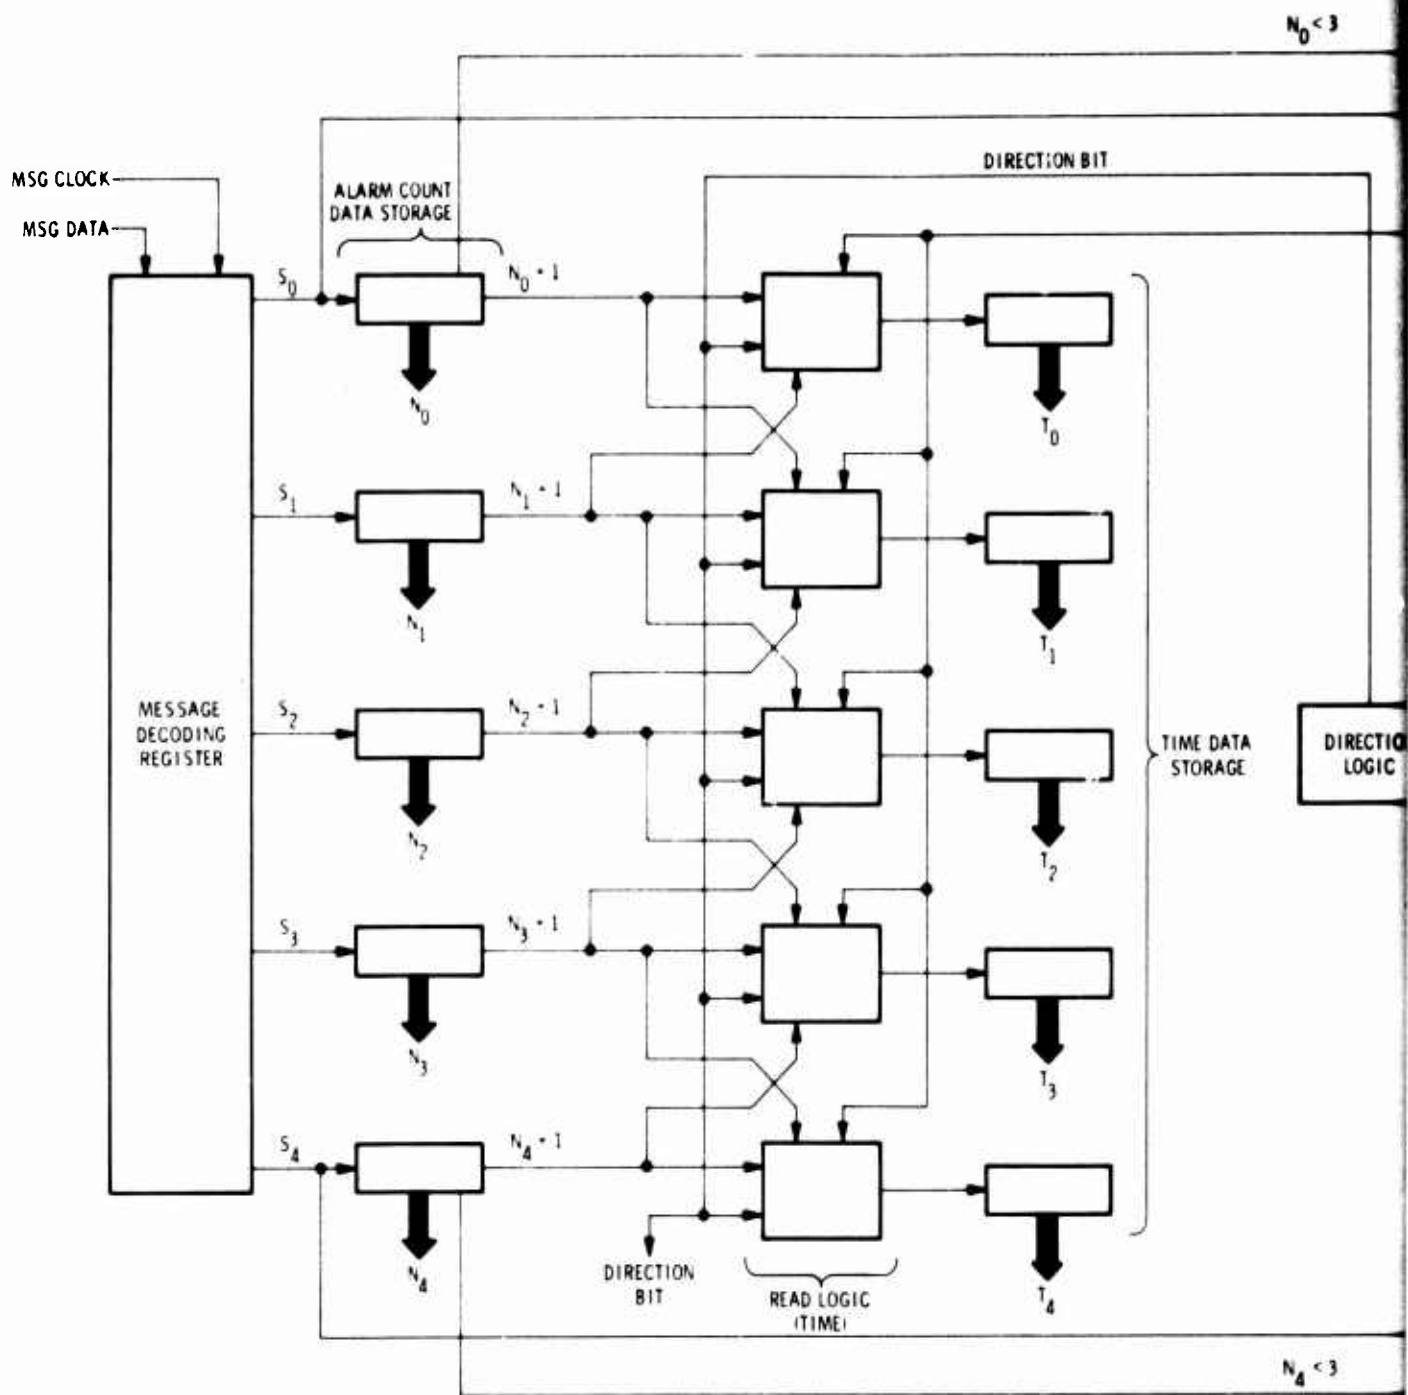 N0 < 3
DIRECTION BIT
MSG CLOCK
MSG DATA
ALARM COUNT
DATA STORAGE
S0
N0 - 1
N0
T0
S1
N1 - 1
N1
T1
MESSAGE
DECODING
REGISTER
S2
N2 - 1
N2
T2
TIME DATA
STORAGE
DIRECTIO
LOGIC
S3
N3 - 1
N3
T3
S4
N4 - 1
N4
T4
DIRECTION
BIT
READ LOGIC
(TIME)
N4 < 3